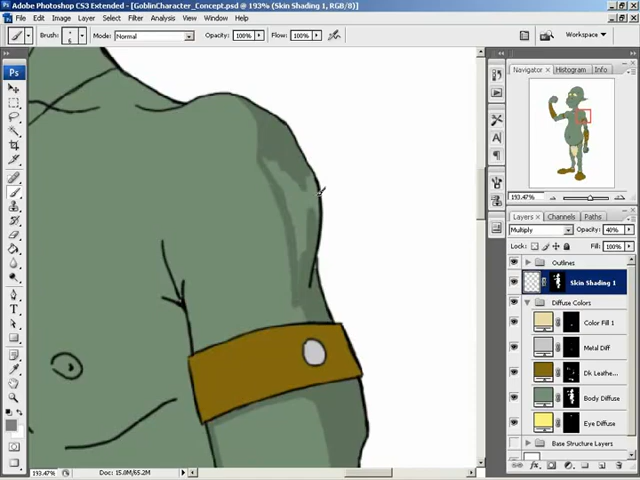 Adobe Photoshop CS3 Extended - [GoblinCharacter_Concept.psd @ 193% (Skin Shading 1, RGB/8)]
File Edit Image Layer Select Filter Analysis View Window Help
Brush: Mode: Normal Opacity: 100% Flow: 100% Workspace
Ps
Navigator Histogram Info
193.47%
Layers Channels Paths
Multiply Opacity: 40%
Lock: Fill: 100%
Outlines
Skin Shading 1
Diffuse Colors
Color Fill 1
Metal Diff
Dk Leathe...
Body Diffuse
Eye Diffuse
Base Structure Layers
193.47% Doc: 15.0M/65.2M